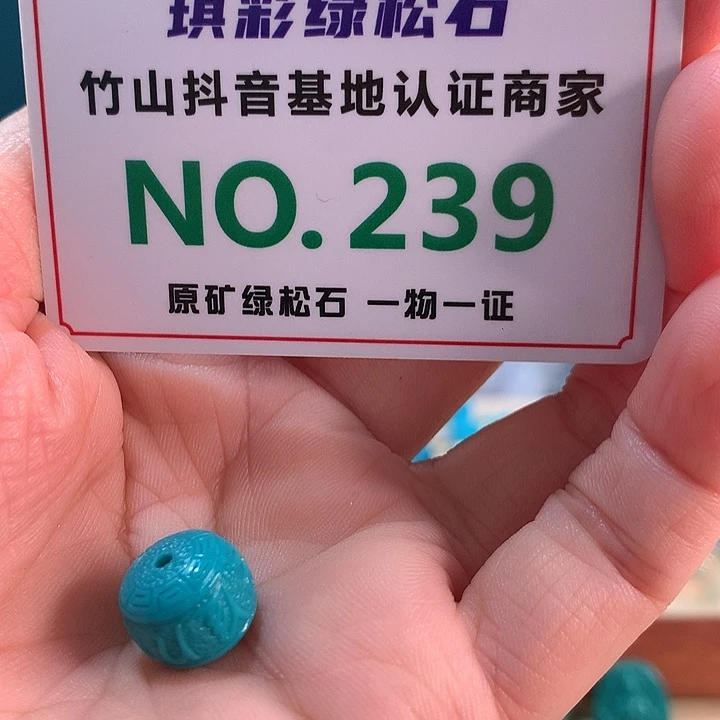 琪彩绿松石
竹山抖音基地认证商家
NO.239
原矿绿松石 一物一证